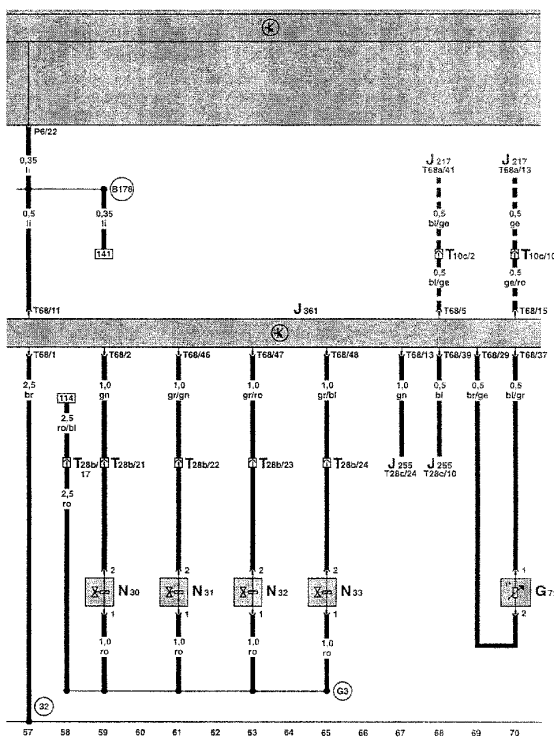 P6/22
0,35
li
B176
0,5
li
0,35
li
141
J 217
T68a/41
J 217
T68a/13
0,5
bl/ge
0,5
ge
T10c/2
T10c/10
0,5
bl/ge
0,5
ge/ro
T68/11
J 361
T68/5
T68/15
T68/1
T68/2
T68/46
T68/47
T68/48
T68/13
T68/39
T68/29
T68/37
2,5
br
1,0
gn
1,0
gr/gn
1,0
gr/ro
1,0
gr/bl
1,0
gn
0,5
bl
0,5
br/ge
0,5
bl/gr
114
2,5
ro/bl
T28b/17
T28b/21
T28b/22
T28b/23
T28b/24
J 255
T28c/24
J 255
T28c/10
2,5
ro
2
2
2
2
1
N30
N31
N32
N33
1
1
1
1
2
1,0
ro
1,0
ro
1,0
ro
1,0
ro
32
G3
57 58 59 60 61 62 63 64 65 66 67 68 69 70